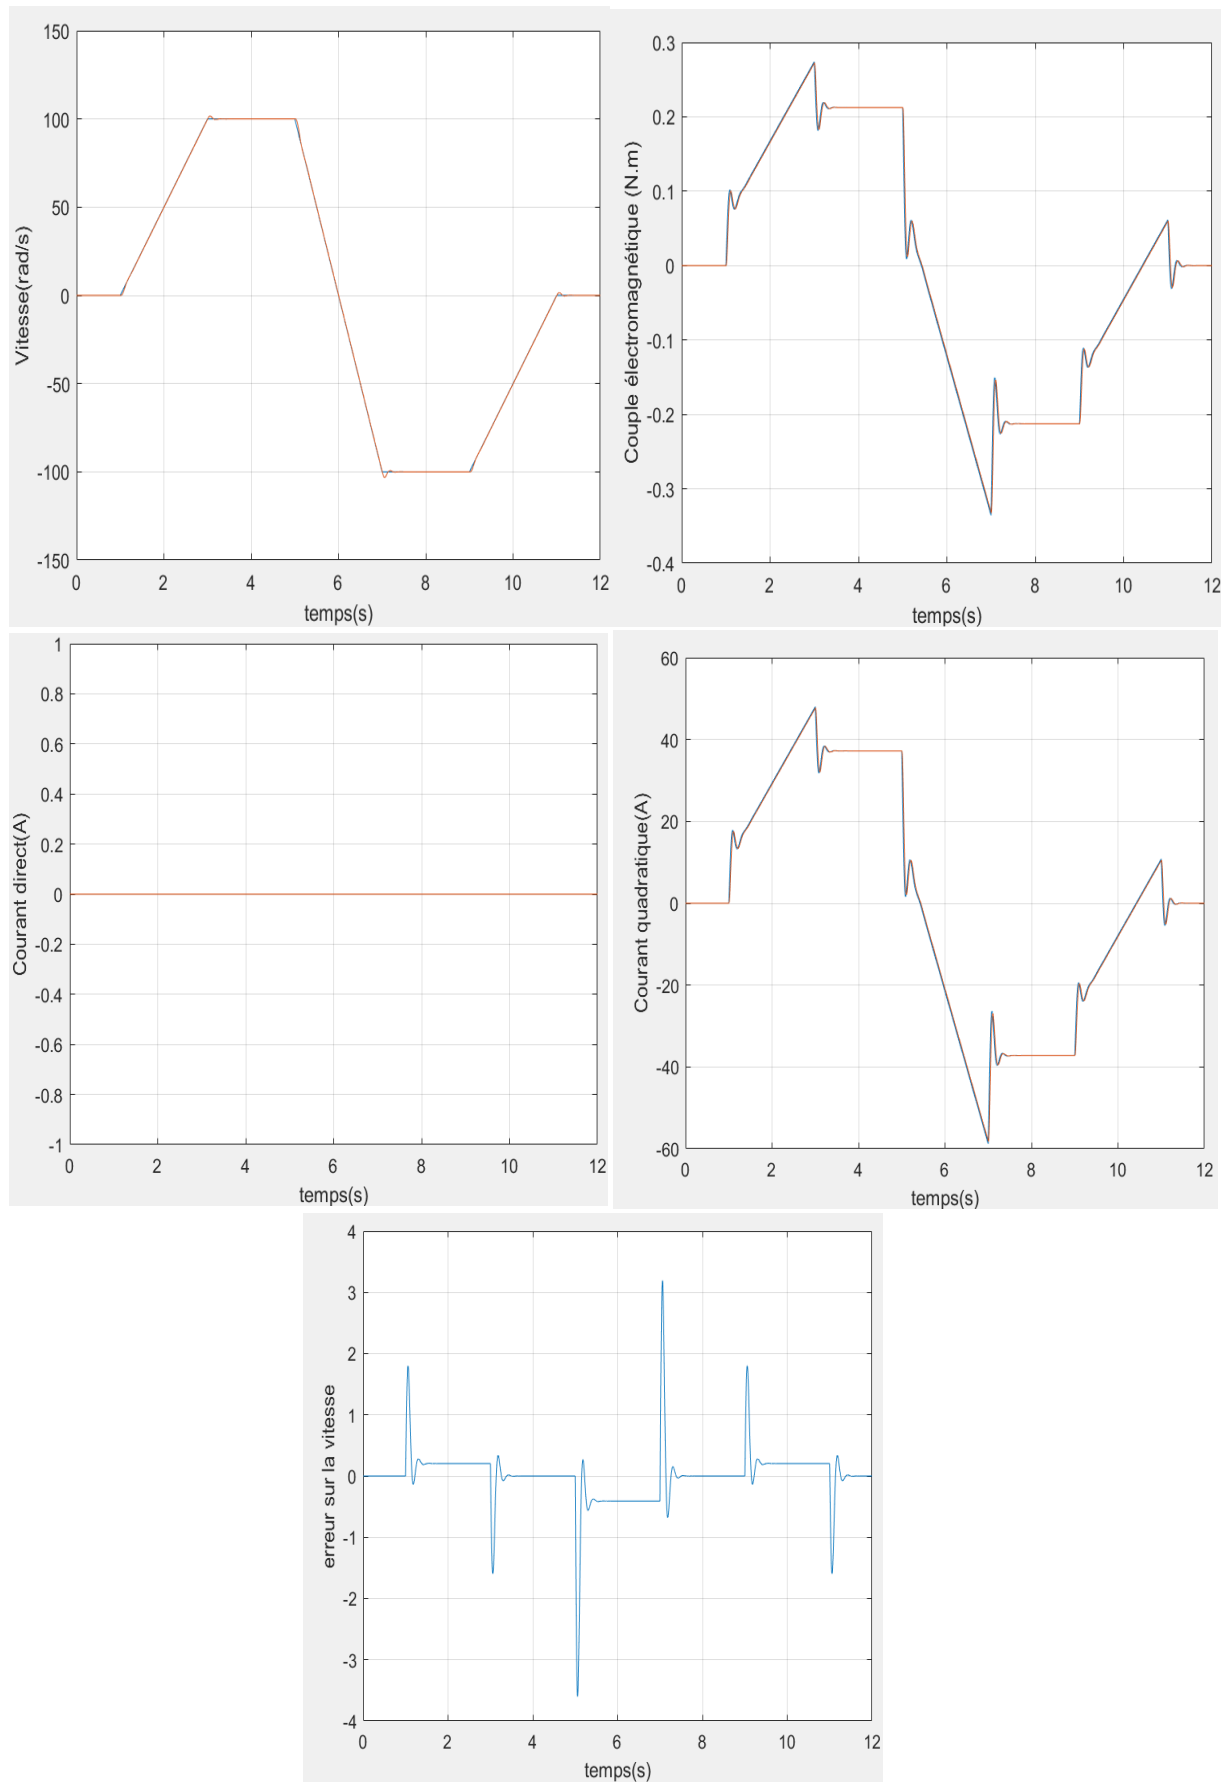 150
100
50
0
-50
-100
-150
0 2 4 6 8 10 12
Vitesse(rad/s)
temps(s)
0.3
0.2
0.1
0
-0.1
-0.2
-0.3
-0.4
0 2 4 6 8 10 12
Couple électromagnétique (N.m)
temps(s)
1
0.8
0.6
0.4
0.2
0
-0.2
-0.4
-0.6
-0.8
-1
0 2 4 6 8 10 12
Courant direct(A)
temps(s)
60
40
20
0
-20
-40
-60
0 2 4 6 8 10 12
Courant quadratique(A)
temps(s)
4
3
2
1
0
-1
-2
-3
-4
0 2 4 6 8 10 12
erreur sur la vitesse
temps(s)